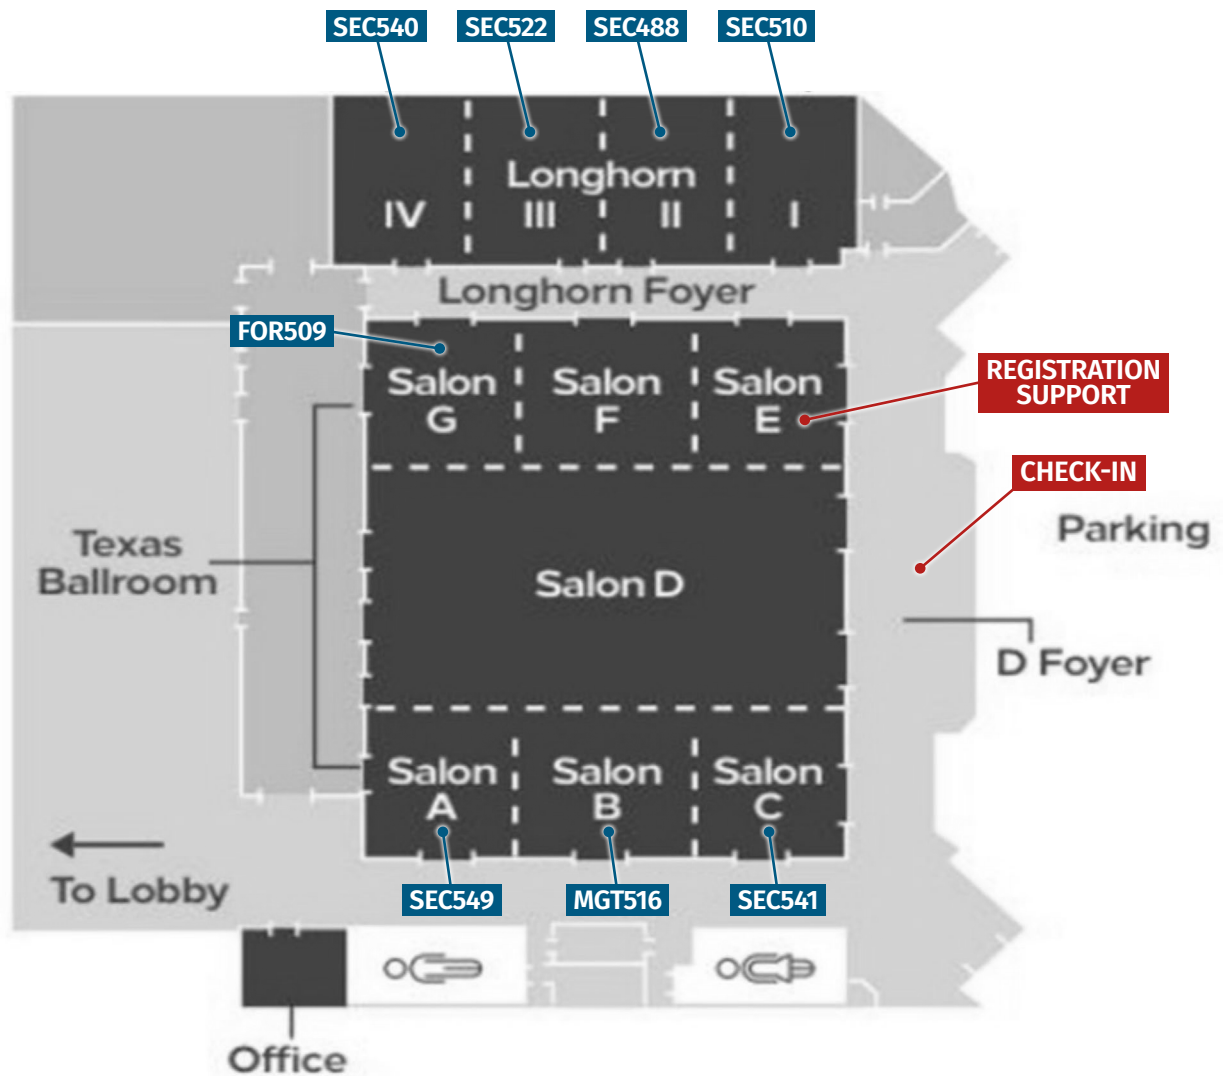 SEC540
SEC522
SEC488
SEC510
Longhorn
IV
III
II
I
Longhorn Foyer
FOR509
Salon
G
Salon
F
Salon
E
REGISTRATION
SUPPORT
CHECK-IN
Parking
Texas
Ballroom
Salon D
D Foyer
Salon
A
Salon
B
Salon
C
To Lobby
SEC549
MGT516
SEC541
Office